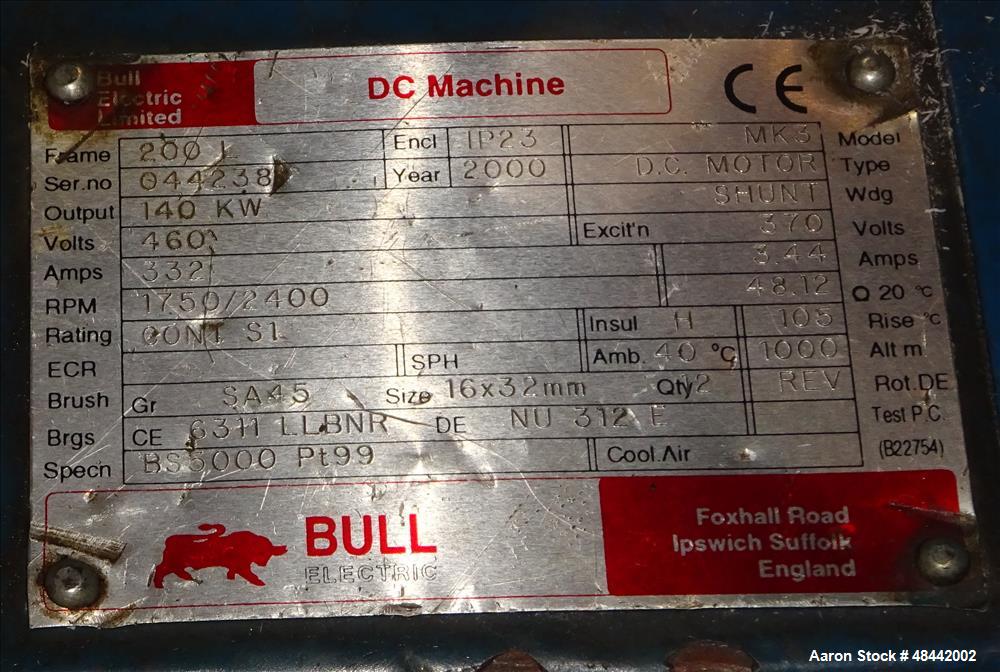 Bull
Electric
Limited
DC Machine
CE
Frame 200 L Encl IP23 MK3 Model
Ser.no 044238 Year 2000 D.C. MOTOR Type
Output 140 KW SHUNT Wdg
Volts 460 Excit'n 370 Volts
Amps 332 3.44 Amps
RPM 1750/2400 48.12 Ω 20 °C
Rating CONT S1 Insul H 105 Rise °C
ECR SPH Amb. 40 °C 1000 Alt m
Brush Gr SA45 Size 16x32mm Qty 12 REV Rot.DE
Brgs CE 6311 LLBNR DE NU 312 E Test P.C.
Specn BS5000 Pt99 Cool.Air (B22754)
BULL
ELECTRIC
Foxhall Road
Ipswich Suffolk
England
Aaron Stock # 48442002